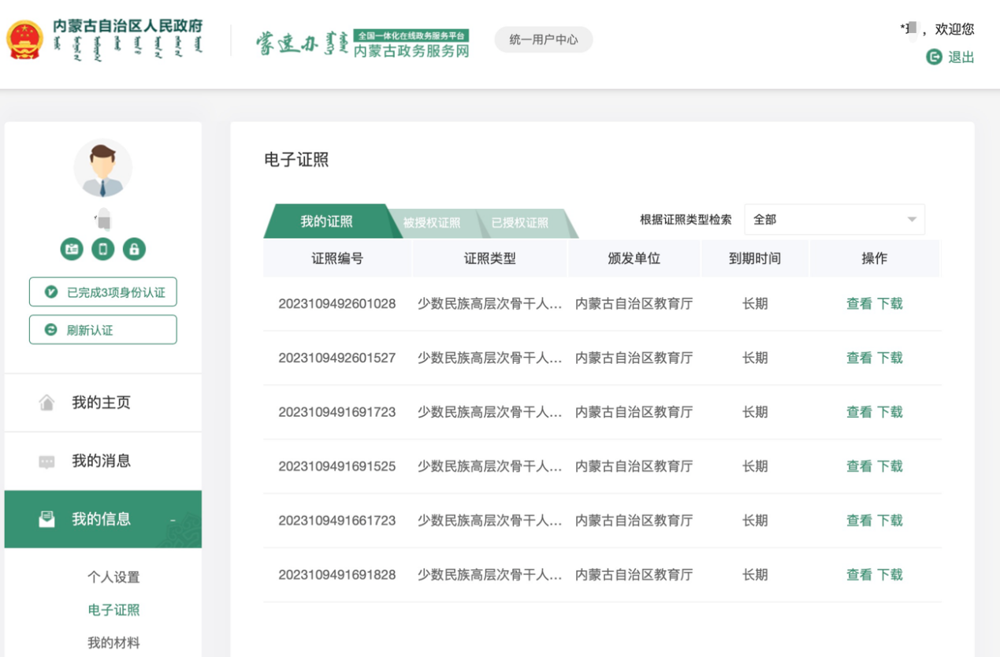 内蒙古自治区人民政府
蒙速办
全国一体化在线政务服务平台
内蒙古政务服务网
统一用户中心
，欢迎您
退出
已完成3项身份认证
刷新认证
我的主页
我的消息
我的信息 -
个人设置
电子证照
我的材料
电子证照
我的证照 被授权证照 已授权证照 根据证照类型检索 全部
证照编号 证照类型 颁发单位 到期时间 操作
2023109492601028 少数民族高层次骨干人... 内蒙古自治区教育厅 长期 查看 下载
2023109492601527 少数民族高层次骨干人... 内蒙古自治区教育厅 长期 查看 下载
2023109491691723 少数民族高层次骨干人... 内蒙古自治区教育厅 长期 查看 下载
2023109491691525 少数民族高层次骨干人... 内蒙古自治区教育厅 长期 查看 下载
2023109491661723 少数民族高层次骨干人... 内蒙古自治区教育厅 长期 查看 下载
2023109491691828 少数民族高层次骨干人... 内蒙古自治区教育厅 长期 查看 下载